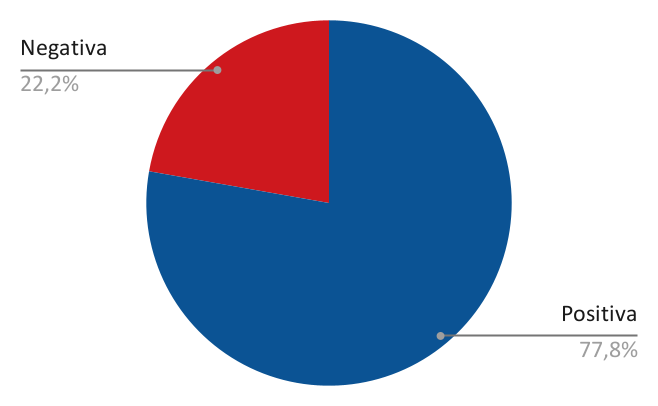 Negativa
22,2%
Positiva
77,8%